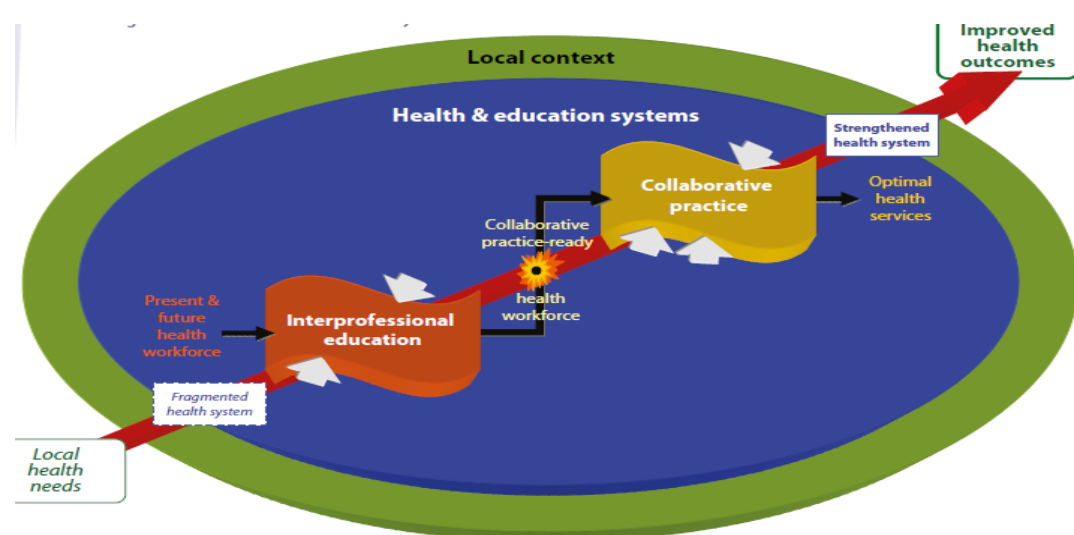 Improved
health
outcomes
Local context
Health & education systems
Strengthened
health system
Collaborative
practice
Optimal
health
services
Collaborative
practice-ready
health
workforce
Present &
future
health
workforce
Interprofessional
education
Fragmented
health system
Local
health
needs